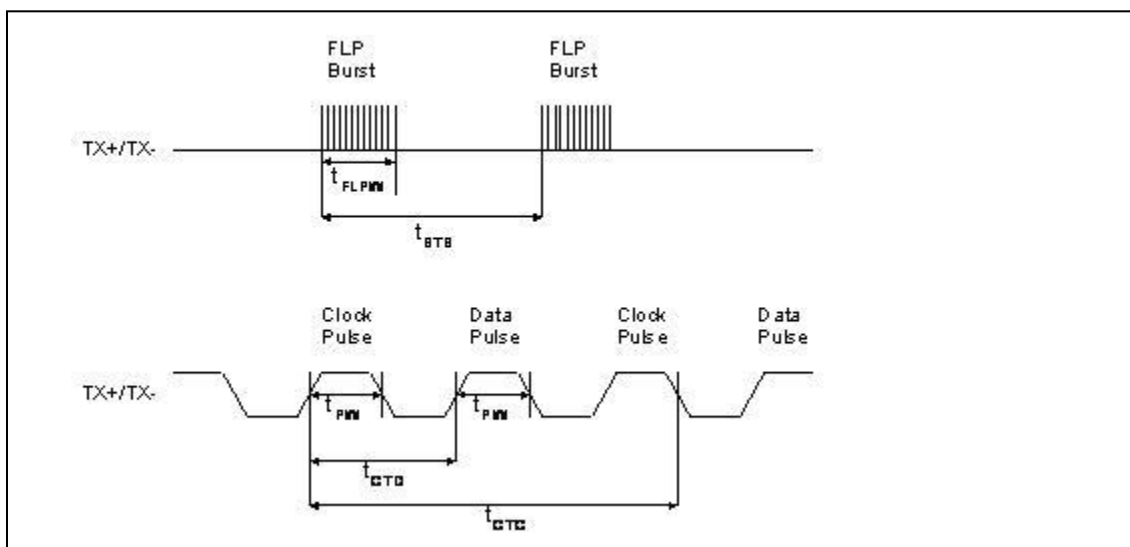 FLP FLP
Burst Burst
TX+/TX-
t FLPW
t BTB
Clock Data Clock Data
Pulse Pulse Pulse Pulse
TX+/TX-
t PW t PW
t CTD
t CTC